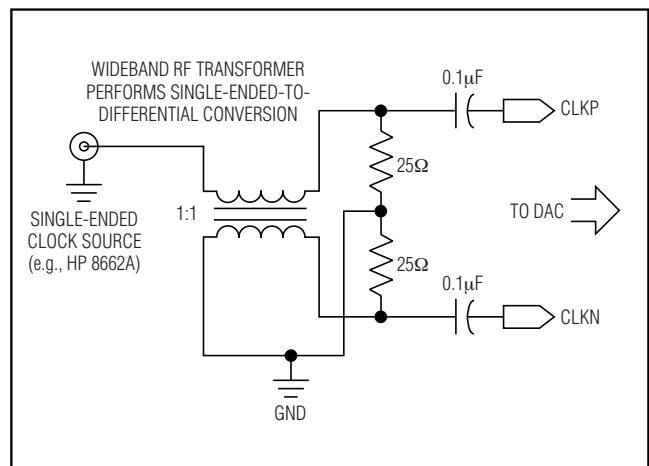 WIDEBAND RF TRANSFORMER
PERFORMS SINGLE-ENDED-TO-
DIFFERENTIAL CONVERSION
0.1μF
CLKP
25Ω
1:1
TO DAC
SINGLE-ENDED
CLOCK SOURCE
(e.g., HP 8662A)
25Ω
0.1μF
CLKN
GND